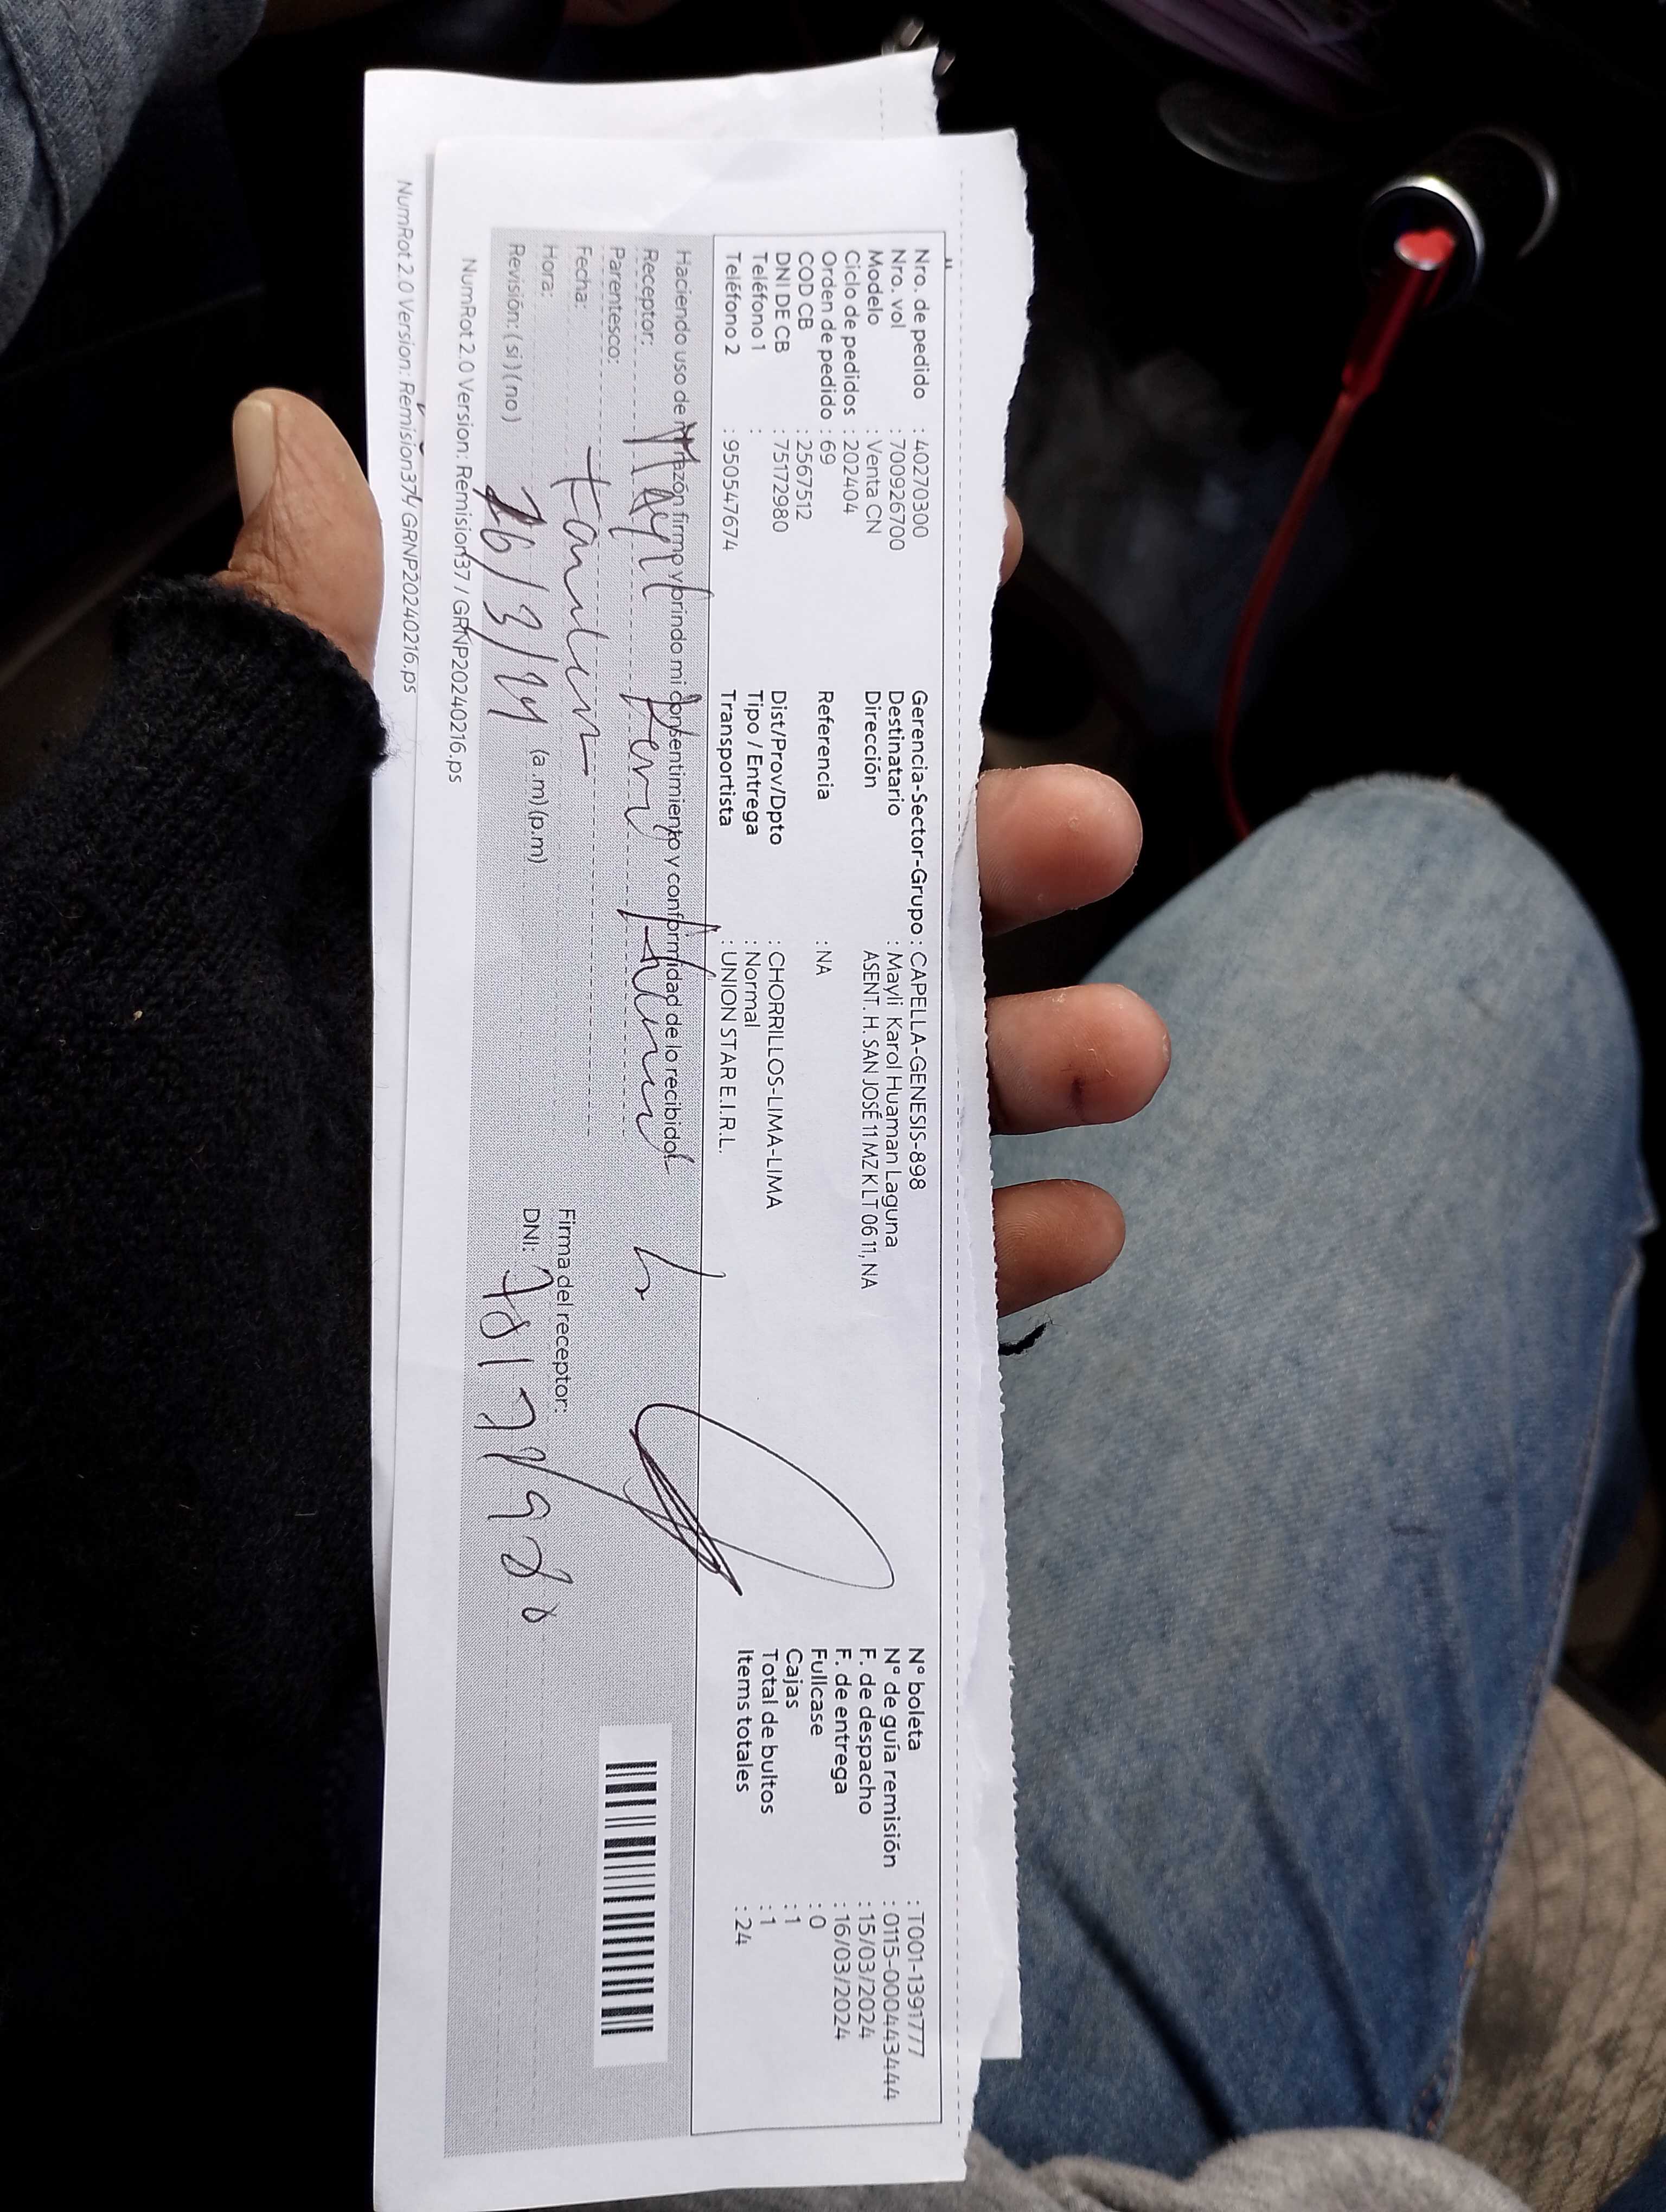 Nro. de pedido : 40270300
Nro. vol : 700926700
Modelo : Venta CN
Ciclo de pedidos : 202404
Orden de pedido : 69
COD CB : 2567512
DNI DE CB : 75172980
Teléfono 1 :
Teléfono 2 : 950547674
Gerencia-Sector-Grupo : CAPELLA-GENESIS-898
Destinatario : Mayli Karol Huaman Laguna
Dirección ASENT. H. SAN JOSÉ 11 MZ K LT 06 11, NA
Referencia : NA
Dist/Prov/Dpto : CHORRILLOS-LIMA-LIMA
Tipo / Entrega : Normal
Transportista : UNION STAR E.I.R.L.
N° boleta : T001-1391777
N° de guía remisión : 0115-000443444
F. de despacho : 15/03/2024
F. de entrega : 16/03/2024
Fullcase : 0
Cajas : 1
Total de bultos : 1
Items totales : 24
Haciendo uso de mi razón firmo y brindo mi consentimiento y conformidad de lo recibido
Receptor:
Parentesco:
Fecha:
Hora: 16/3/24 (a.m)(p.m)
Revisión: (si) (no)
Firma del receptor:
DNI:
NumRot 2.0 Version: Remision37 / GRNP20240216.ps
NumRot 2.0 Version: Remision37 / GRNP20240216.ps